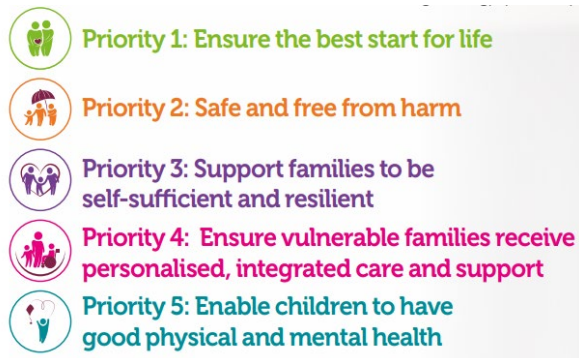 Priority 1: Ensure the best start for life
Priority 2: Safe and free from harm
Priority 3: Support families to be
self-sufficient and resilient
Priority 4:  Ensure vulnerable families receive
personalised, integrated care and support
Priority 5: Enable children to have
good physical and mental health